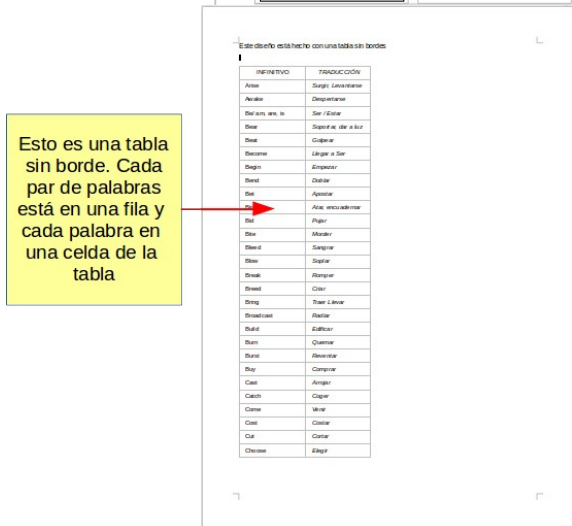 Este diseño está hecho con una tabla sin bordes
INFINITIVO TRADUCCIÓN
Arise Surgir, Levantarse
Awake Despertarse
Be/ am, are, is Ser / Estar
Bear Soportar, dar a luz
Beat Golpear
Become Llegar a Ser
Begin Empezar
Bend Doblar
Bet Apostar
Atar, encuadernar
Bid Pujar
Bite Morder
Bleed Sangrar
Blow Soplar
Break Romper
Breed Criar
Bring Traer Llevar
Broadcast Radiar
Build Edificar
Burn Quemar
Burst Reventar
Buy Comprar
Cast Arrojar
Catch Coger
Come Venir
Cost Costar
Cut Cortar
Choose Elegir
Esto es una tabla
sin borde. Cada
par de palabras
está en una fila y
cada palabra en
una celda de la
tabla